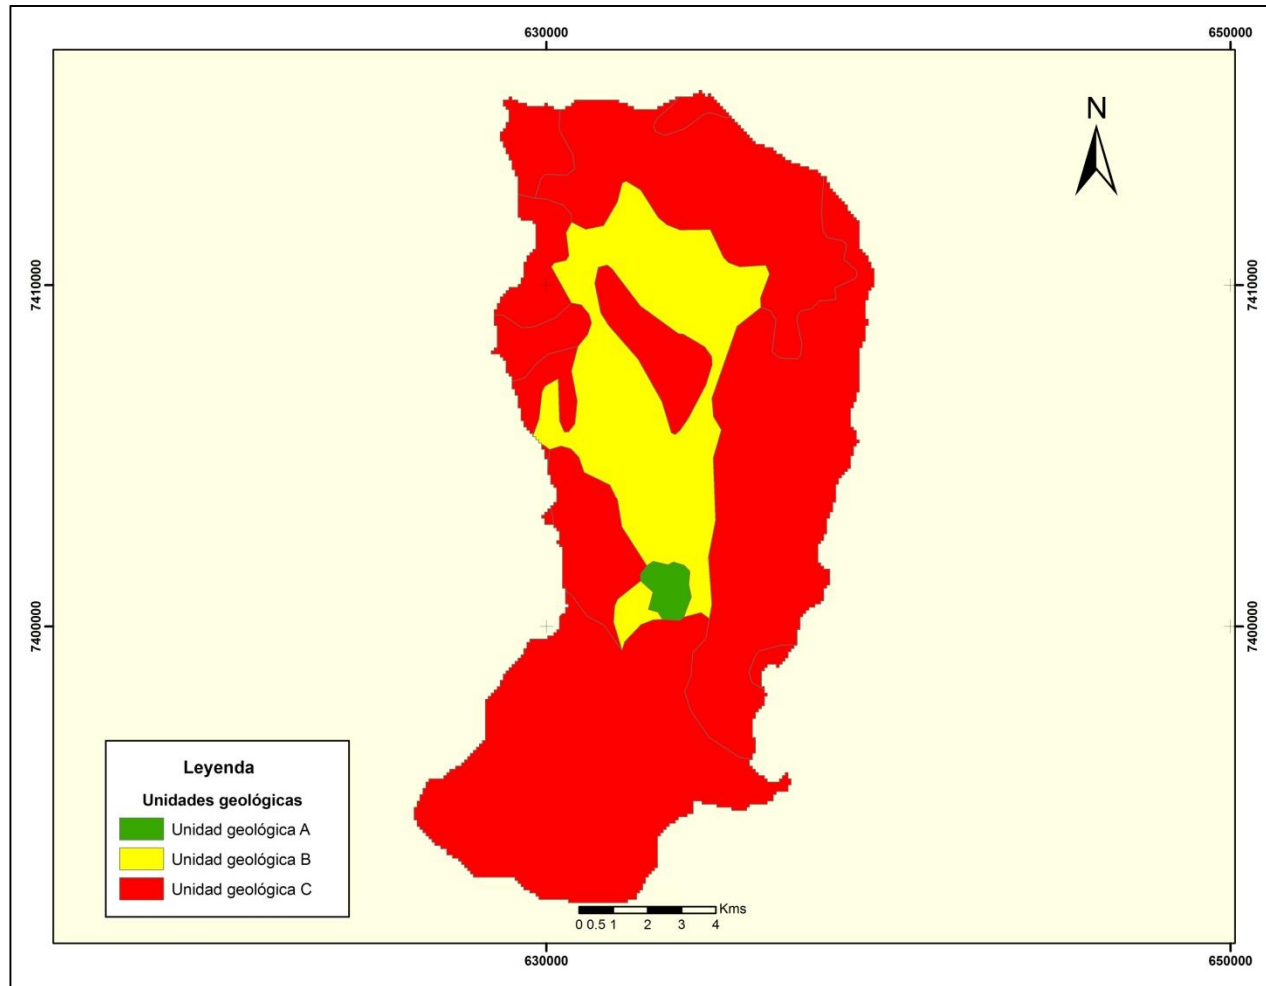 630000
650000
N
7410000
7410000
7400000
7400000
Leyenda
Unidades geológicas
Unidad geológica A
Unidad geológica B
Unidad geológica C
Kms
0 0.5 1 2 3 4
630000
650000